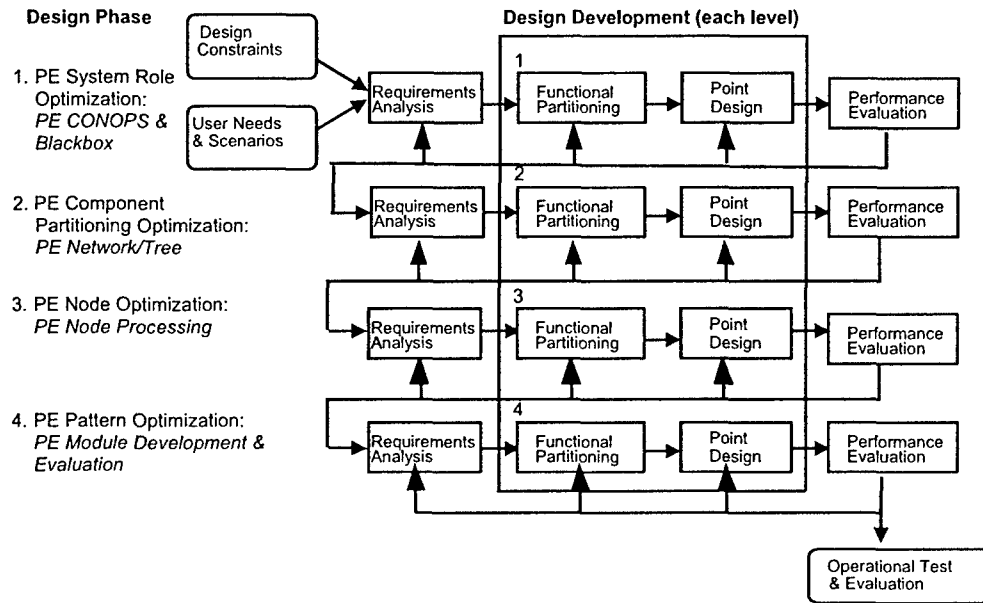 Design Phase
Design Development (each level)
Design
Constraints
User Needs
& Scenarios
1. PE System Role
Optimization:
PE CONOPS &
Blackbox
Requirements
Analysis
1
Functional
Partitioning
Point
Design
Performance
Evaluation
2. PE Component
Partitioning Optimization:
PE Network/Tree
Requirements
Analysis
2
Functional
Partitioning
Point
Design
Performance
Evaluation
3. PE Node Optimization:
PE Node Processing
Requirements
Analysis
3
Functional
Partitioning
Point
Design
Performance
Evaluation
4. PE Pattern Optimization:
PE Module Development &
Evaluation
Requirements
Analysis
4
Functional
Partitioning
Point
Design
Performance
Evaluation
Operational Test
& Evaluation